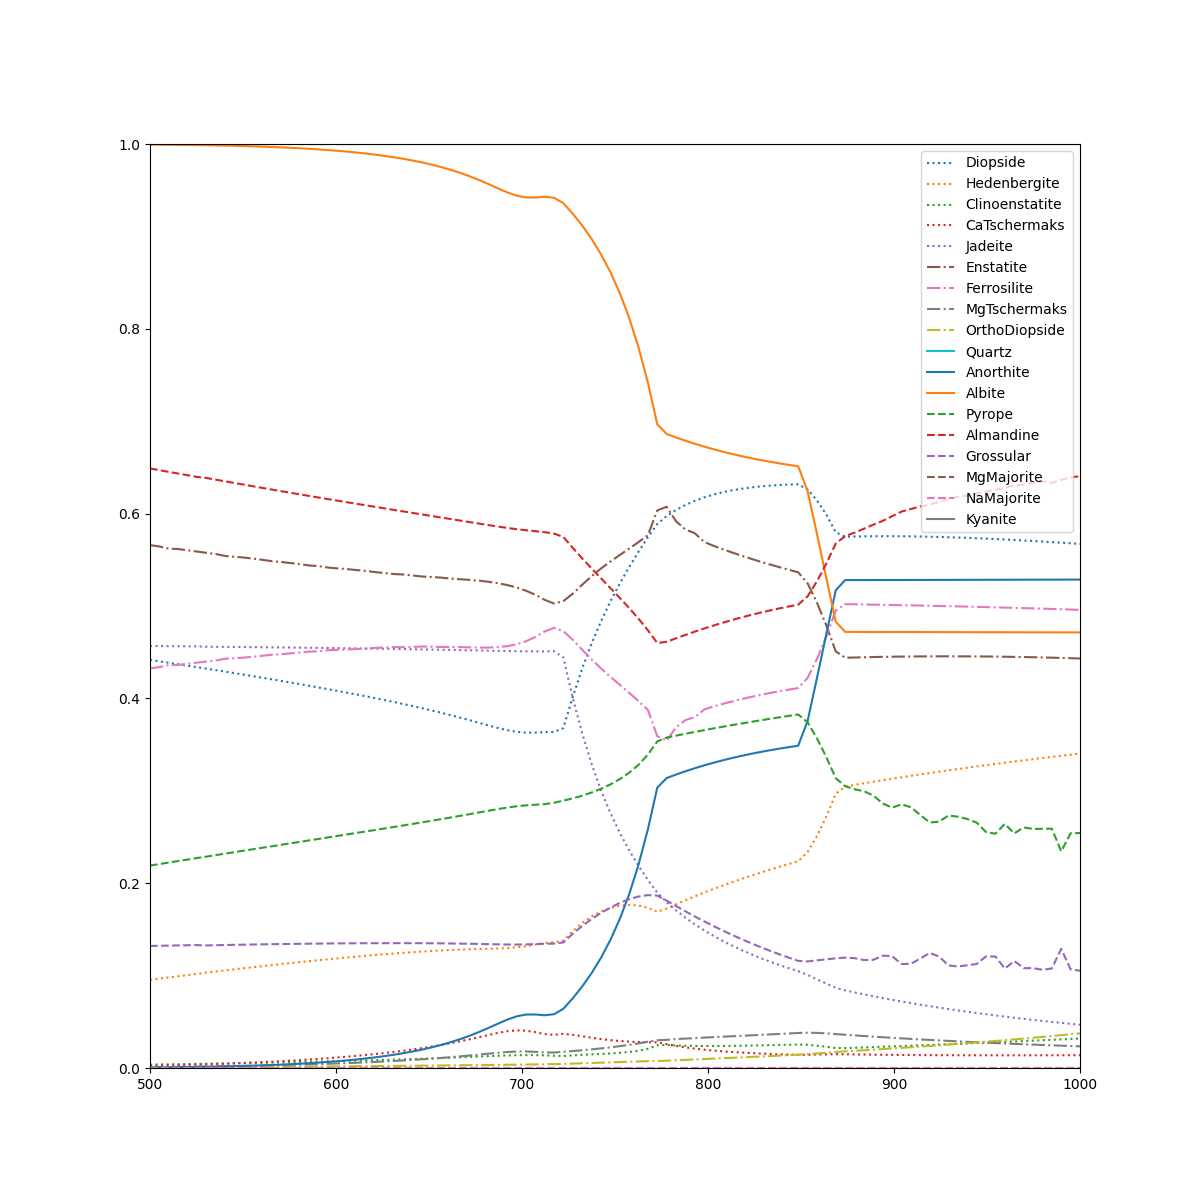 1.0
0.8
0.6
0.4
0.2
0.0
500 600 700 800 900 1000
Diopside
Hedenbergite
Clinoenstatite
CaTschermaks
Jadeite
Enstatite
Ferrosilite
MgTschermaks
OrthoDiopside
Quartz
Anorthite
Albite
Pyrope
Almandine
Grossular
MgMajorite
NaMajorite
Kyanite